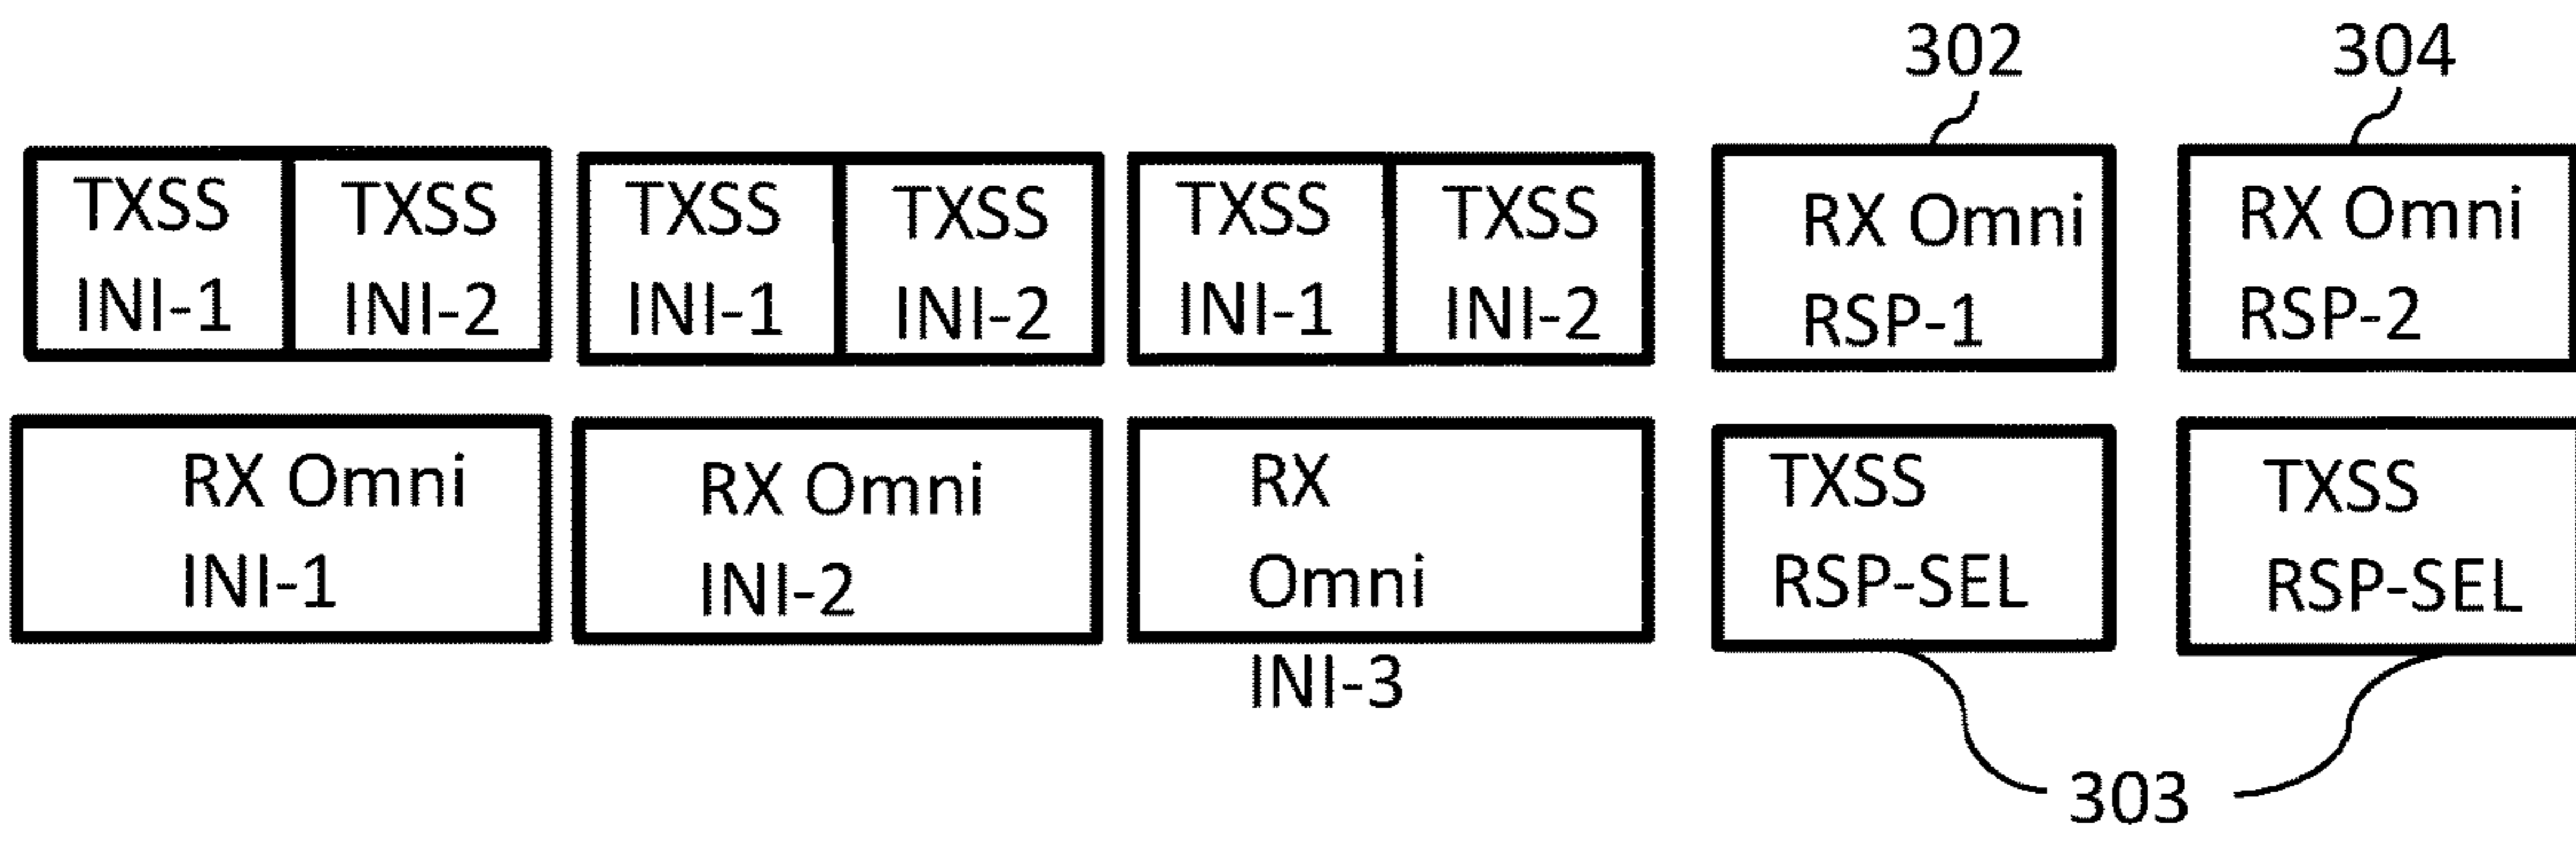 302
304
TXSS
INI-1
TXSS
INI-2
TXSS
INI-1
TXSS
INI-2
TXSS
INI-1
TXSS
INI-2
RX Omni
RSP-1
RX Omni
RSP-2
RX Omni
INI-1
RX Omni
INI-2
RX
Omni
INI-3
TXSS
RSP-SEL
TXSS
RSP-SEL
303